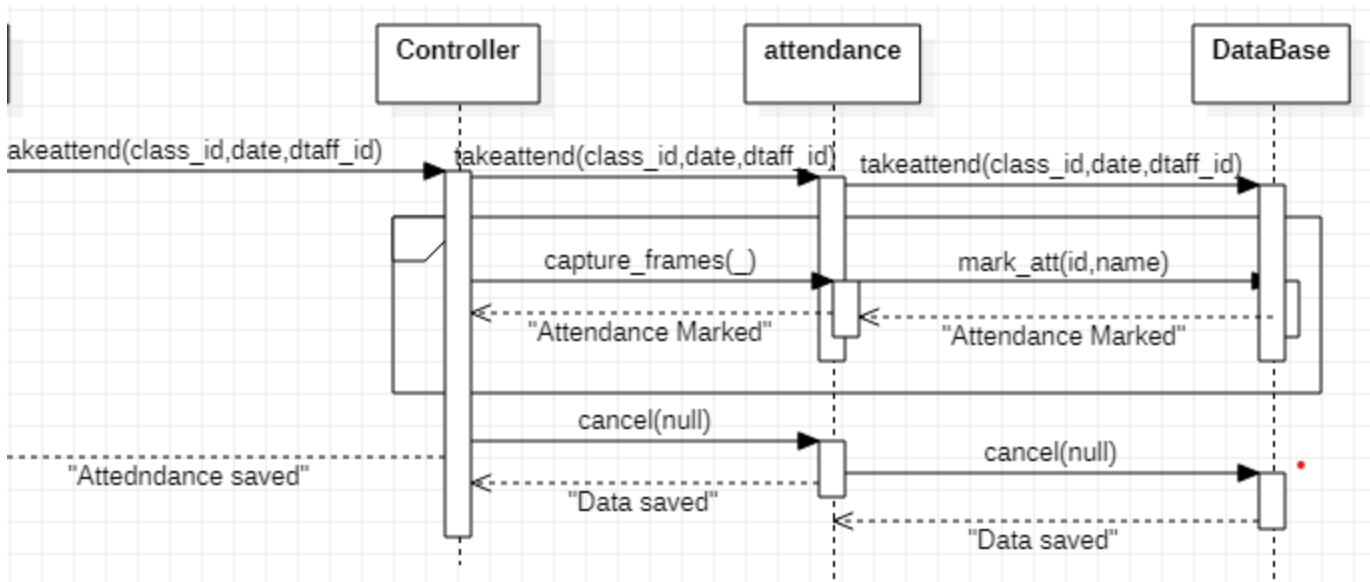 Controller
attendance
DataBase
akeattend(class_id,date,dtaff_id)
takeattend(class_id,date,dtaff_id)
takeattend(class_id,date,dtaff_id)
capture_frames(_)
mark_att(id,name)
"Attendance Marked"
"Attendance Marked"
cancel(null)
cancel(null)
"Attedndance saved"
"Data saved"
"Data saved"